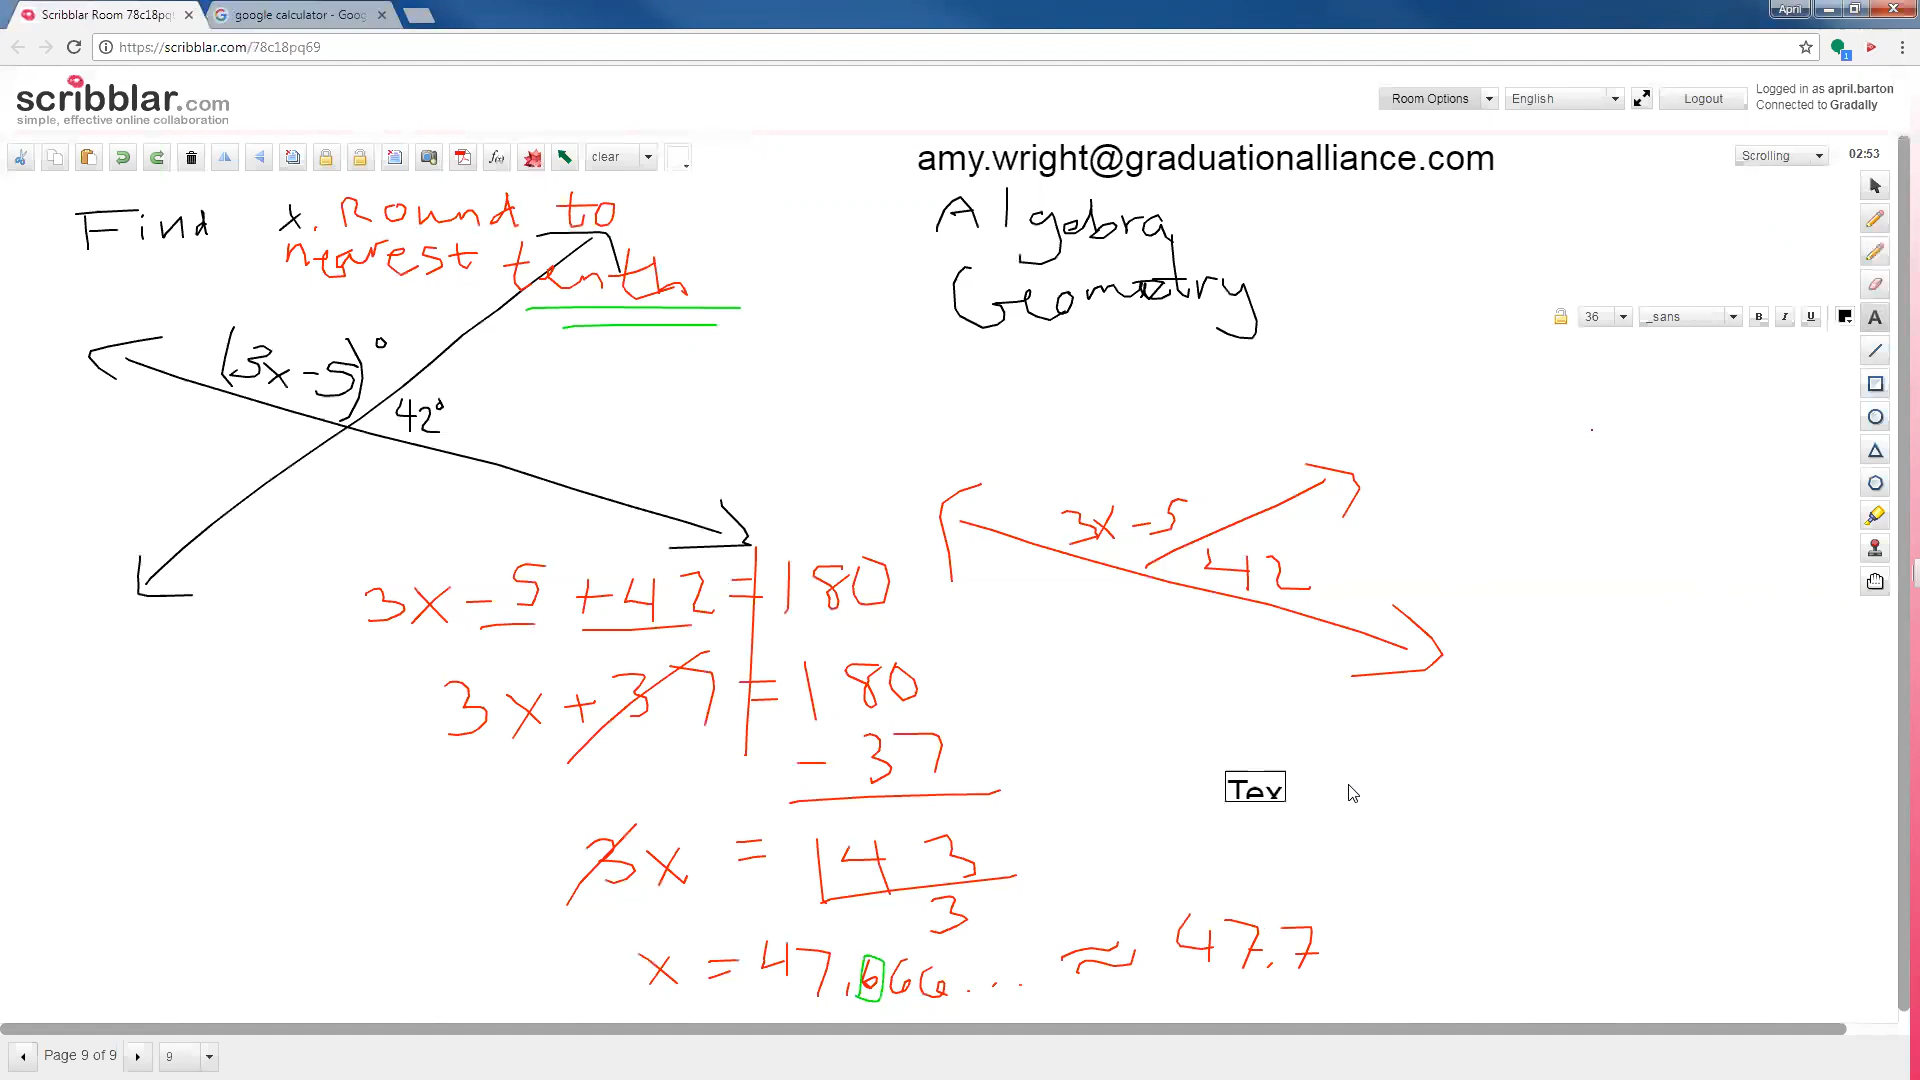 Scribblar Room 78c18pq
google calculator - Goog
April
https://scribblar.com/78c18pq69
1
scribblar.com
simple, effective online collaboration
Room Options
English
Logout
Logged in as april.barton
Connected to Gradally
clear
amy.wright@graduationalliance.com
Scrolling
02:53
Find x. Round to
nearest tenth
Algebra
Geometry
36
_sans
B
I
U
A
(3x-5)°
42°
3x-5
42
3x-5+42=180
3x+37=180
-37
3x = 143
3
x = 47.666... ≈ 47.7
Tex
Page 9 of 9
9